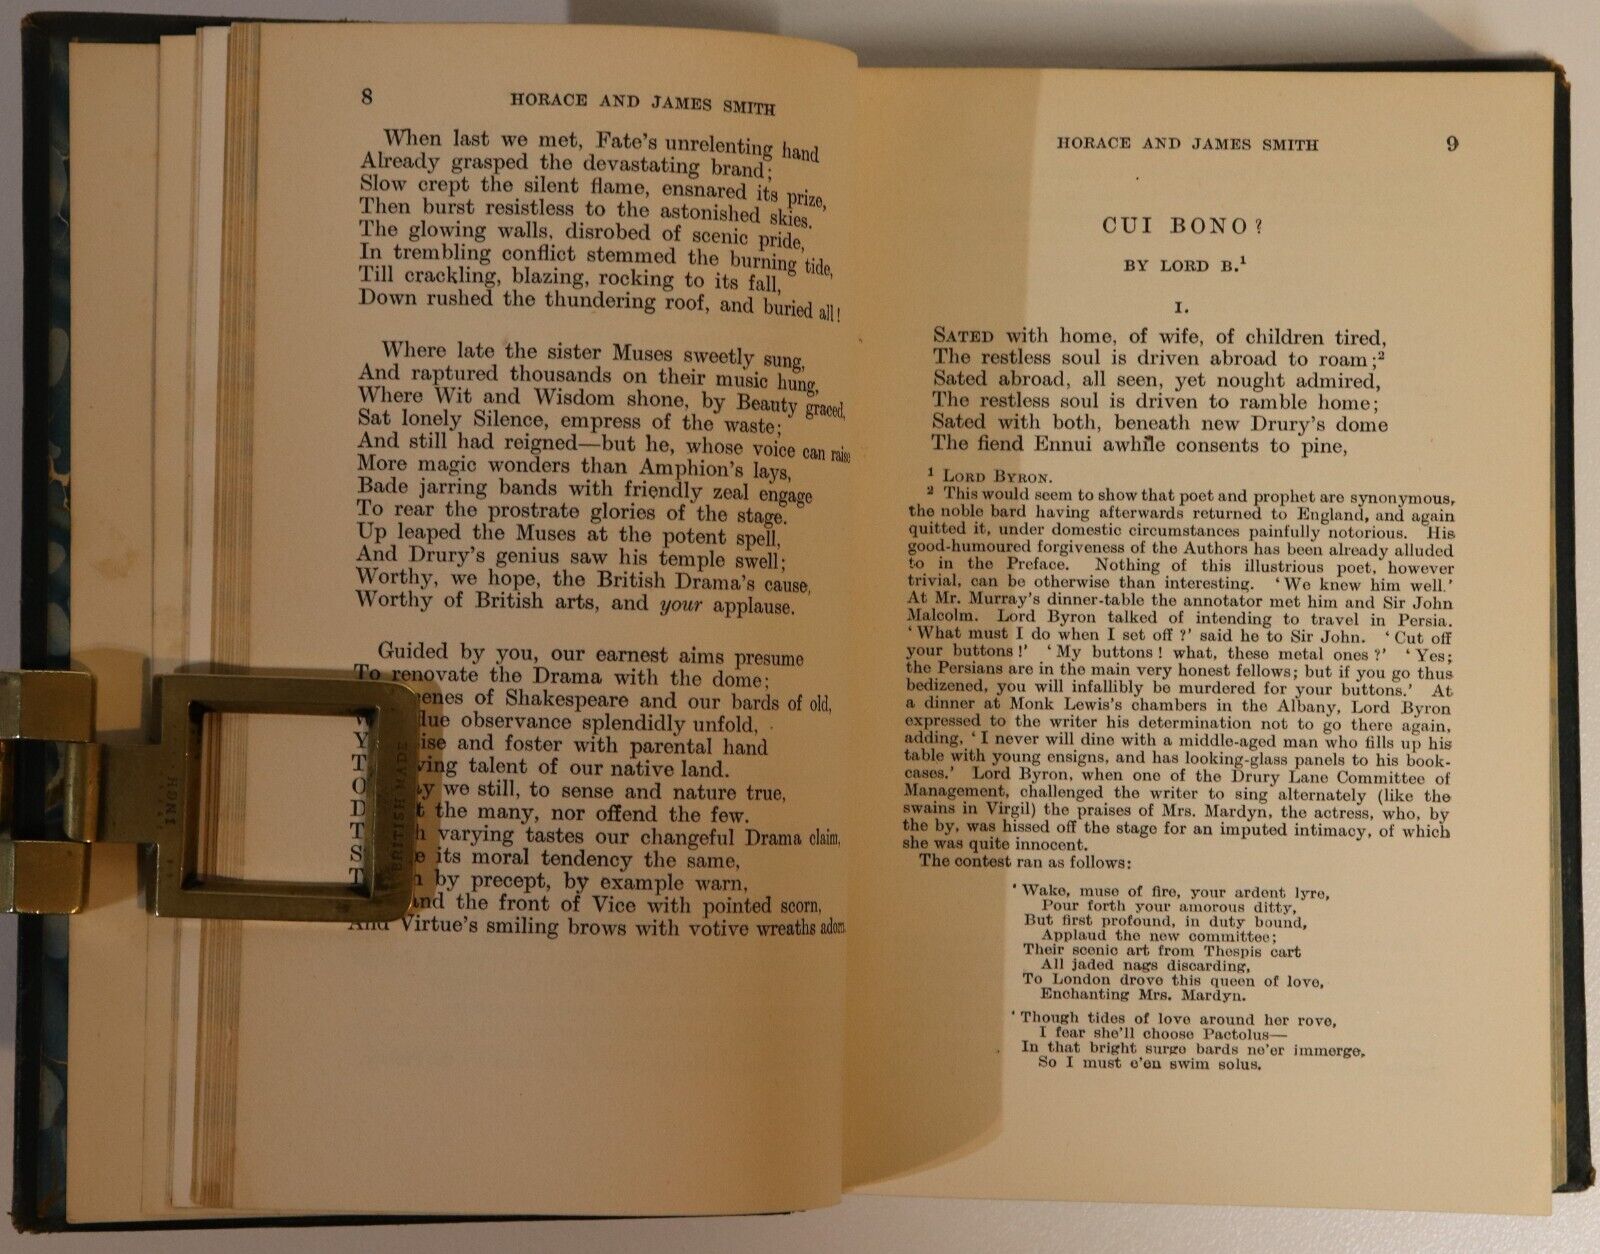 8 HORACE AND JAMES SMITH
When last we met, Fate's unrelenting hand
Already grasped the devastating brand;
Slow crept the silent flame, ensnared its prize,
Then burst resistless to the astonished skies.
The glowing walls, disrobed of scenic pride,
In trembling conflict stemmed the burning tide,
Till crackling, blazing, rocking to its fall,
Down rushed the thundering roof, and buried all!
Where late the sister Muses sweetly sung,
And raptured thousands on their music hung,
Where Wit and Wisdom shone, by Beauty graced,
Sat lonely Silence, empress of the waste;
And still had reigned—but he, whose voice can raise
More magic wonders than Amphion's lays,
Bade jarring bands with friendly zeal engage
To rear the prostrate glories of the stage.
Up leaped the Muses at the potent spell,
And Drury's genius saw his temple swell;
Worthy, we hope, the British Drama's cause,
Worthy of British arts, and your applause.
Guided by you, our earnest aims presume
To renovate the Drama with the dome;
of Shakespeare and our bards of old,
observance splendidly unfold,
and foster with parental hand
talent of our native land.
we still, to sense and nature true,
the many, nor offend the few.
varying tastes our changeful Drama claim,
its moral tendency the same,
by precept, by example warn,
the front of Vice with pointed scorn,
And Virtue's smiling brows with votive wreaths adorn.
BRITISH MADE
HORACE AND JAMES SMITH 9
CUI BONO?
BY LORD B.¹
I.
SATED with home, of wife, of children tired,
The restless soul is driven abroad to roam;²
Sated abroad, all seen, yet nought admired,
The restless soul is driven to ramble home;
Sated with both, beneath new Drury's dome
The fiend Ennui awhile consents to pine,
¹ LORD BYRON.
² This would seem to show that poet and prophet are synonymous,
the noble bard having afterwards returned to England, and again
quitted it, under domestic circumstances painfully notorious. His
good-humoured forgiveness of the Authors has been already alluded
to in the Preface. Nothing of this illustrious poet, however
trivial, can be otherwise than interesting. 'We knew him well.'
At Mr. Murray's dinner-table the annotator met him and Sir John
Malcolm. Lord Byron talked of intending to travel in Persia.
'What must I do when I set off?' said he to Sir John. 'Cut off
your buttons!' 'My buttons! what, these metal ones?' 'Yes;
the Persians are in the main very honest fellows; but if you go thus
bedizened, you will infallibly be murdered for your buttons.' At
a dinner at Monk Lewis's chambers in the Albany, Lord Byron
expressed to the writer his determination not to go there again,
adding, 'I never will dine with a middle-aged man who fills up his
table with young ensigns, and has looking-glass panels to his book-
cases.' Lord Byron, when one of the Drury Lane Committee of
Management, challenged the writer to sing alternately (like the
swains in Virgil) the praises of Mrs. Mardyn, the actress, who, by
the by, was hissed off the stage for an imputed intimacy, of which
she was quite innocent.
The contest ran as follows:
'Wake, muse of fire, your ardent lyre,
Pour forth your amorous ditty,
But first profound, in duty bound,
Applaud the new committee;
Their scenic art from Thespis cart
All jaded nags discarding,
To London drove this queen of love,
Enchanting Mrs. Mardyn.
'Though tides of love around her rove,
I fear she'll choose Pactolus—
In that bright surge bards ne'er immerge,
So I must e'en swim solus.